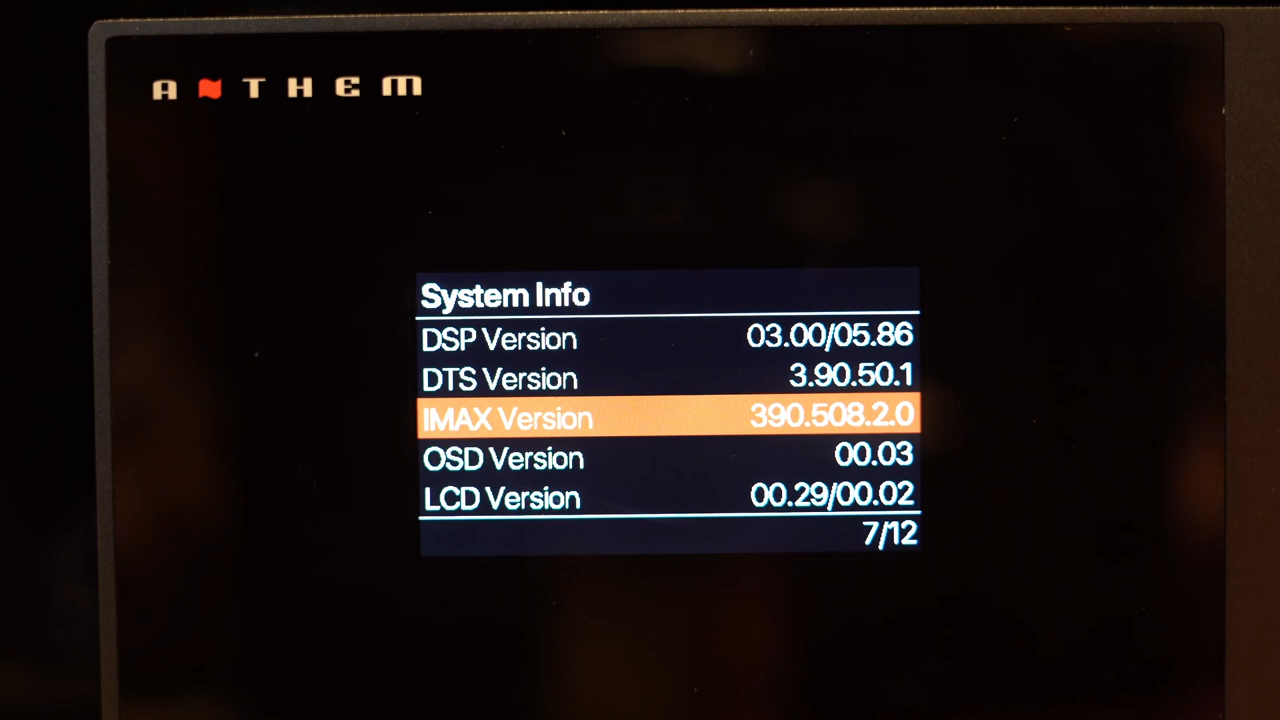 ANTHEM
System Info
DSP Version 03.00/05.86
DTS Version 3.90.50.1
IMAX Version 390.508.2.0
OSD Version 00.03
LCD Version 00.29/00.02
7/12